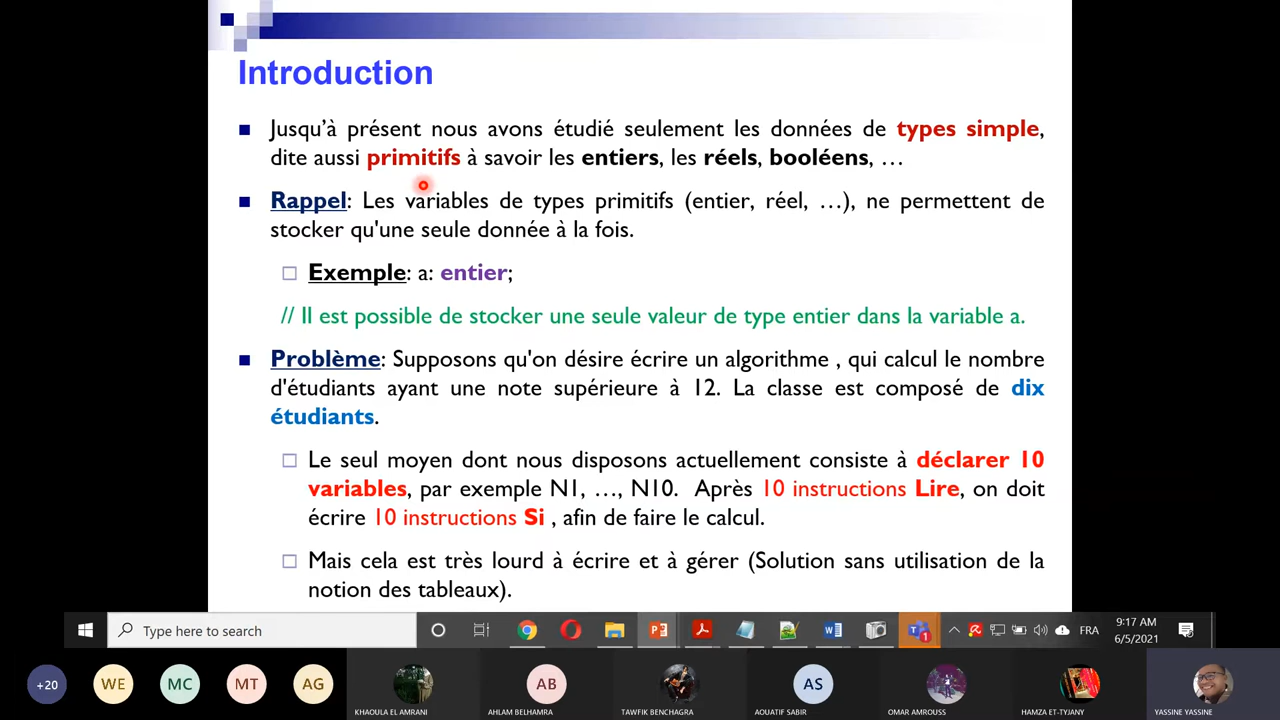 Introduction
Jusqu'à présent nous avons étudié seulement les données de types simple,
dite aussi primitifs à savoir les entiers, les réels, booléens, …
Rappel: Les variables de types primitifs (entier, réel, …), ne permettent de
stocker qu'une seule donnée à la fois.
Exemple: a: entier;
// Il est possible de stocker une seule valeur de type entier dans la variable a.
Problème: Supposons qu'on désire écrire un algorithme , qui calcul le nombre
d'étudiants ayant une note supérieure à 12. La classe est composé de dix
étudiants.
Le seul moyen dont nous disposons actuellement consiste à déclarer 10
variables, par exemple N1, …, N10. Après 10 instructions Lire, on doit
écrire 10 instructions Si , afin de faire le calcul.
Mais cela est très lourd à écrire et à gérer (Solution sans utilisation de la
notion des tableaux).
Type here to search
1
FRA
9:17 AM
6/5/2021
+20
WE
MC
MT
AG
AB
AS
KHAOULA EL AMRANI
AHLAM BELHAMRA
TAWFIK BENCHAGRA
AOUATIF SABIR
OMAR AMROUSS
HAMZA ET-TYJANY
YASSINE YASSINE